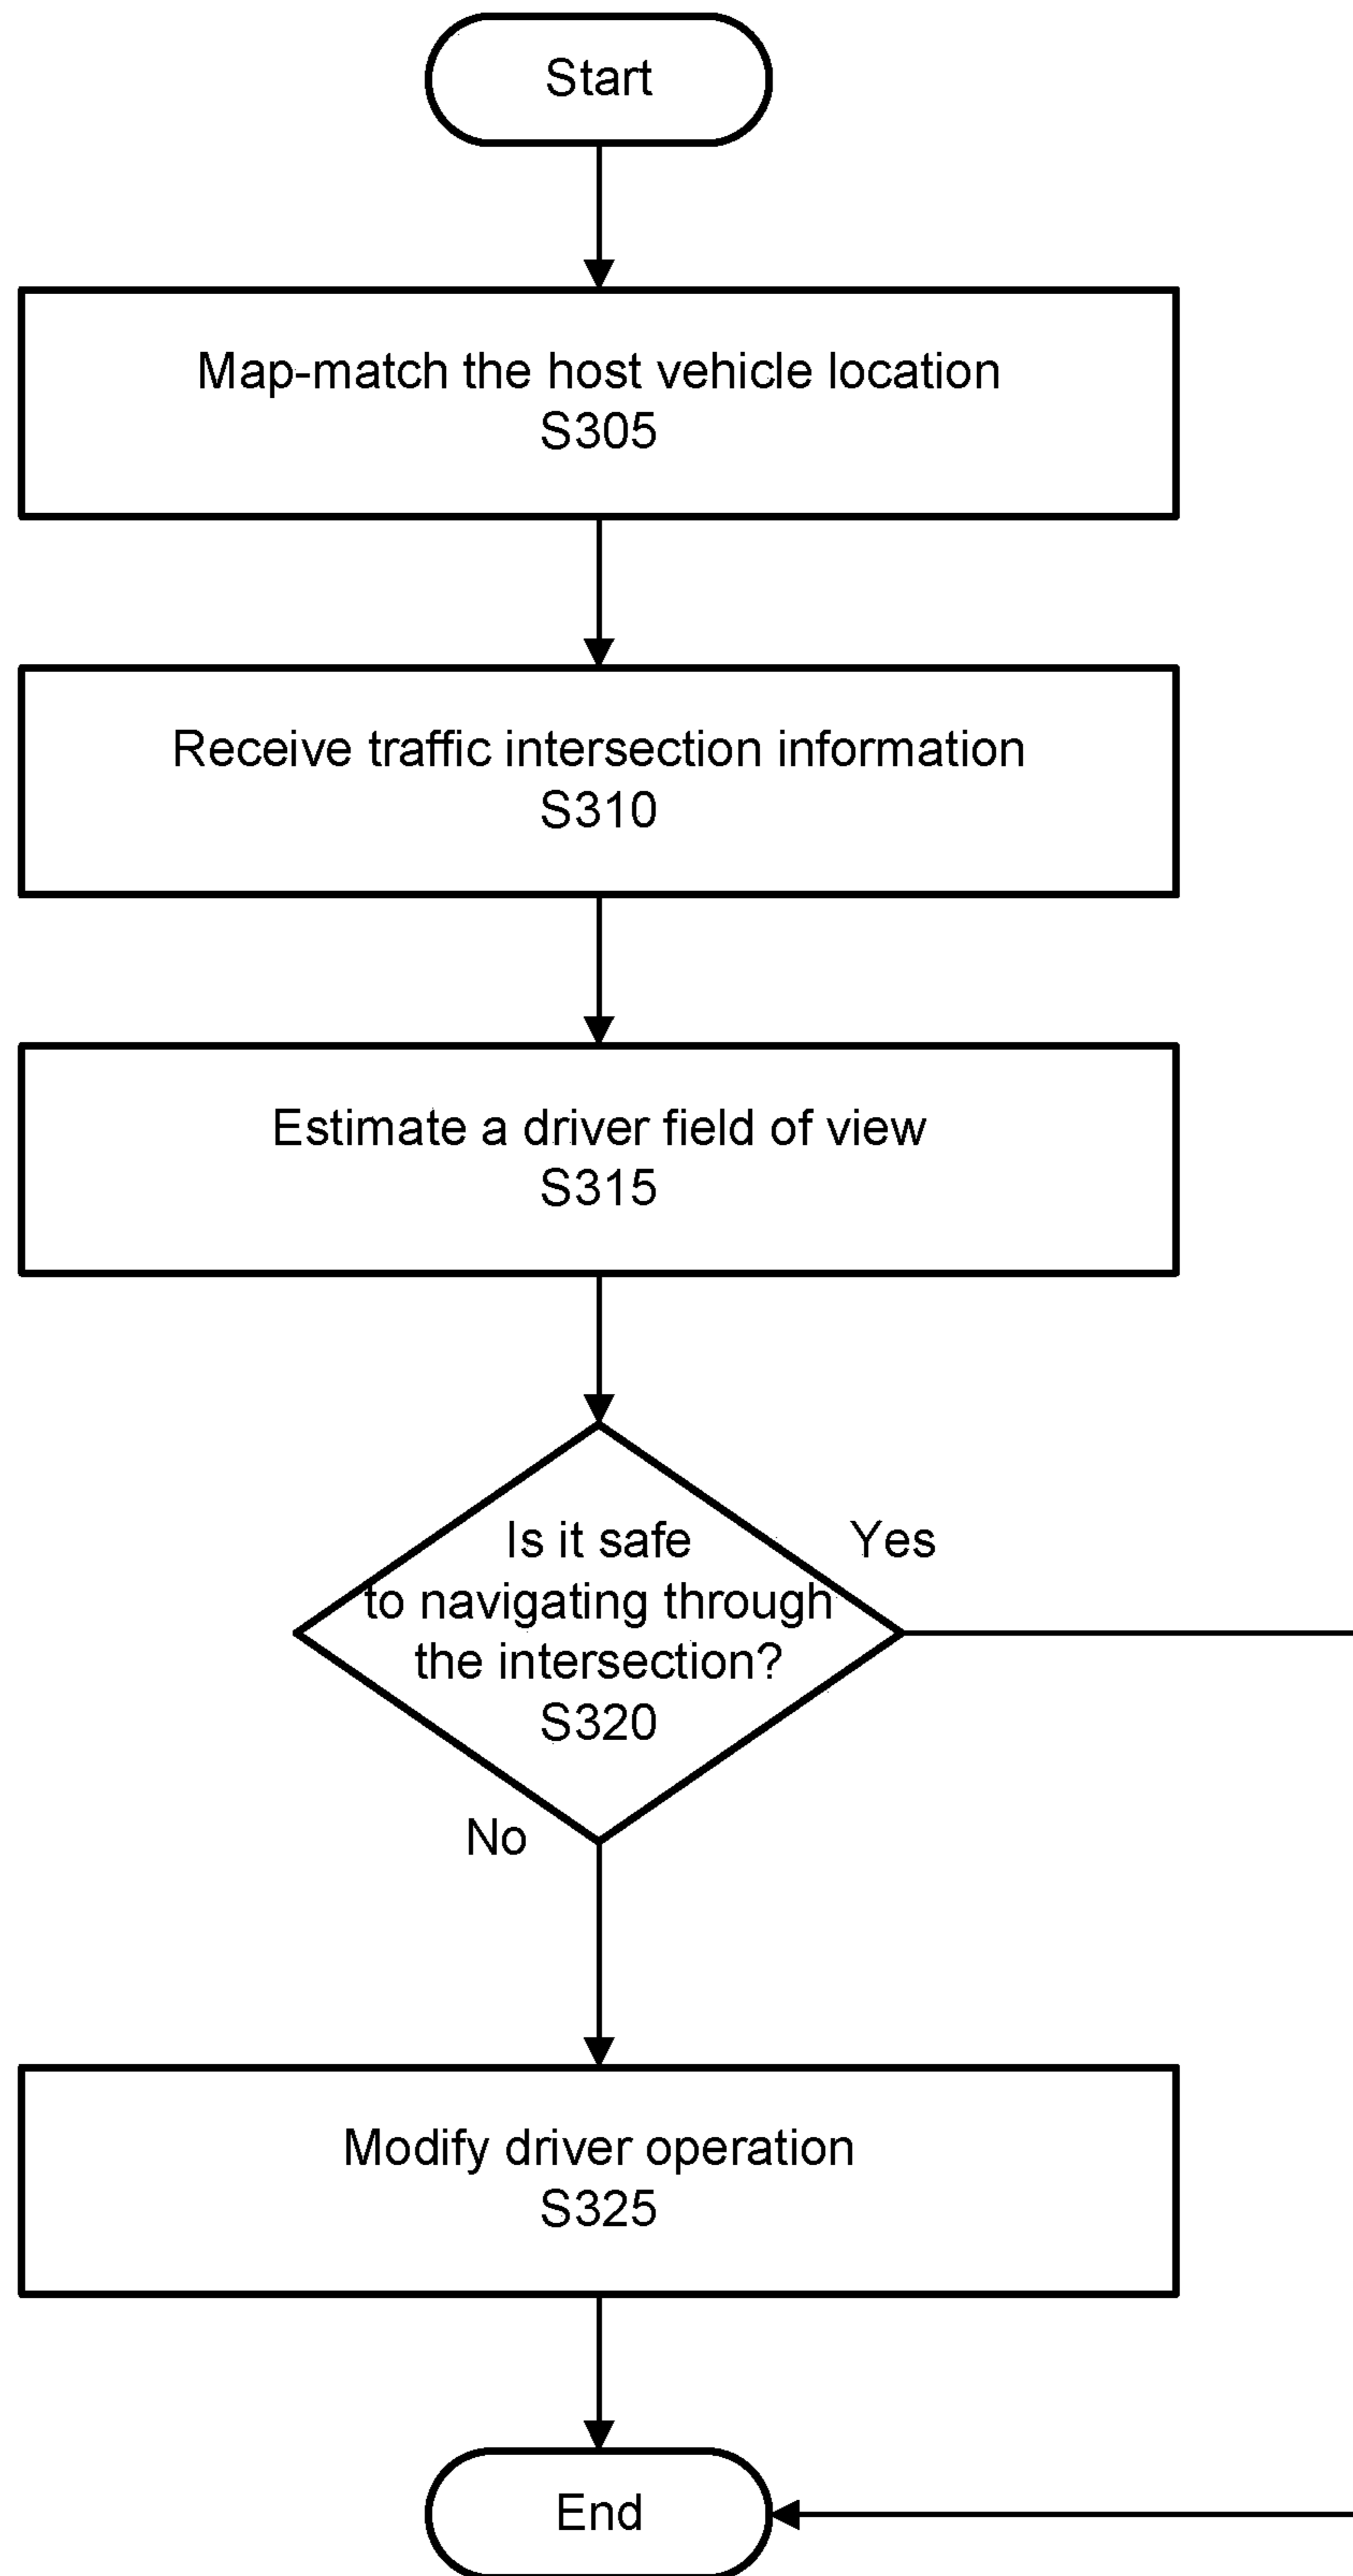 Start
Map-match the host vehicle location
S305
Receive traffic intersection information
S310
Estimate a driver field of view
S315
Is it safe
to navigating through
the intersection?
S320
Yes
No
Modify driver operation
S325
End